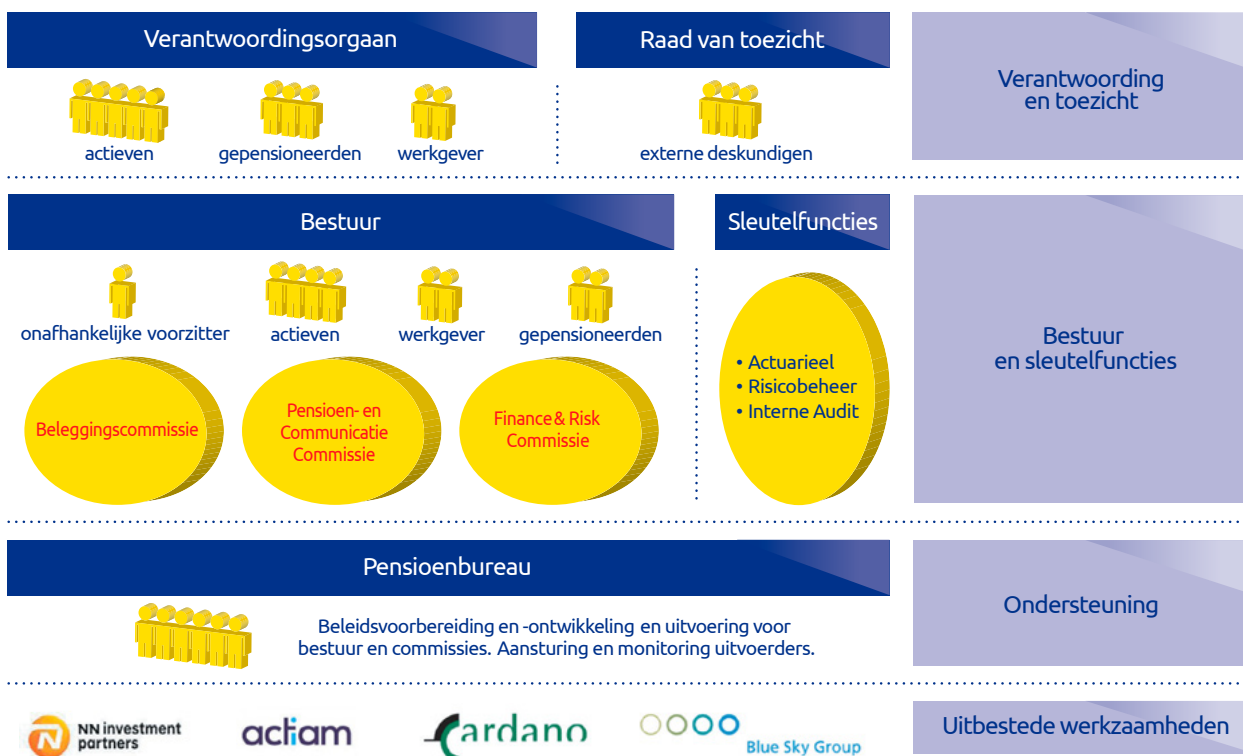 Verantwoordingsorgaan
Raad van toezicht
Verantwoording
en toezicht
actieven
gepensioneerden
werkgever
externe deskundigen
Bestuur
Sleutelfuncties
Bestuur
en sleutelfuncties
onafhankelijke voorzitter
actieven
werkgever
gepensioneerden
Beleggingscommissie
Pensioen- en
Communicatie
Commissie
Finance & Risk
Commissie
• Actuarieel
• Risicobeheer
• Interne Audit
Pensioenbureau
Ondersteuning
Beleidsvoorbereiding en -ontwikkeling en uitvoering voor
bestuur en commissies. Aansturing en monitoring uitvoerders.
NN investment
partners
actiam
Cardano
Blue Sky Group
Uitbestede werkzaamheden